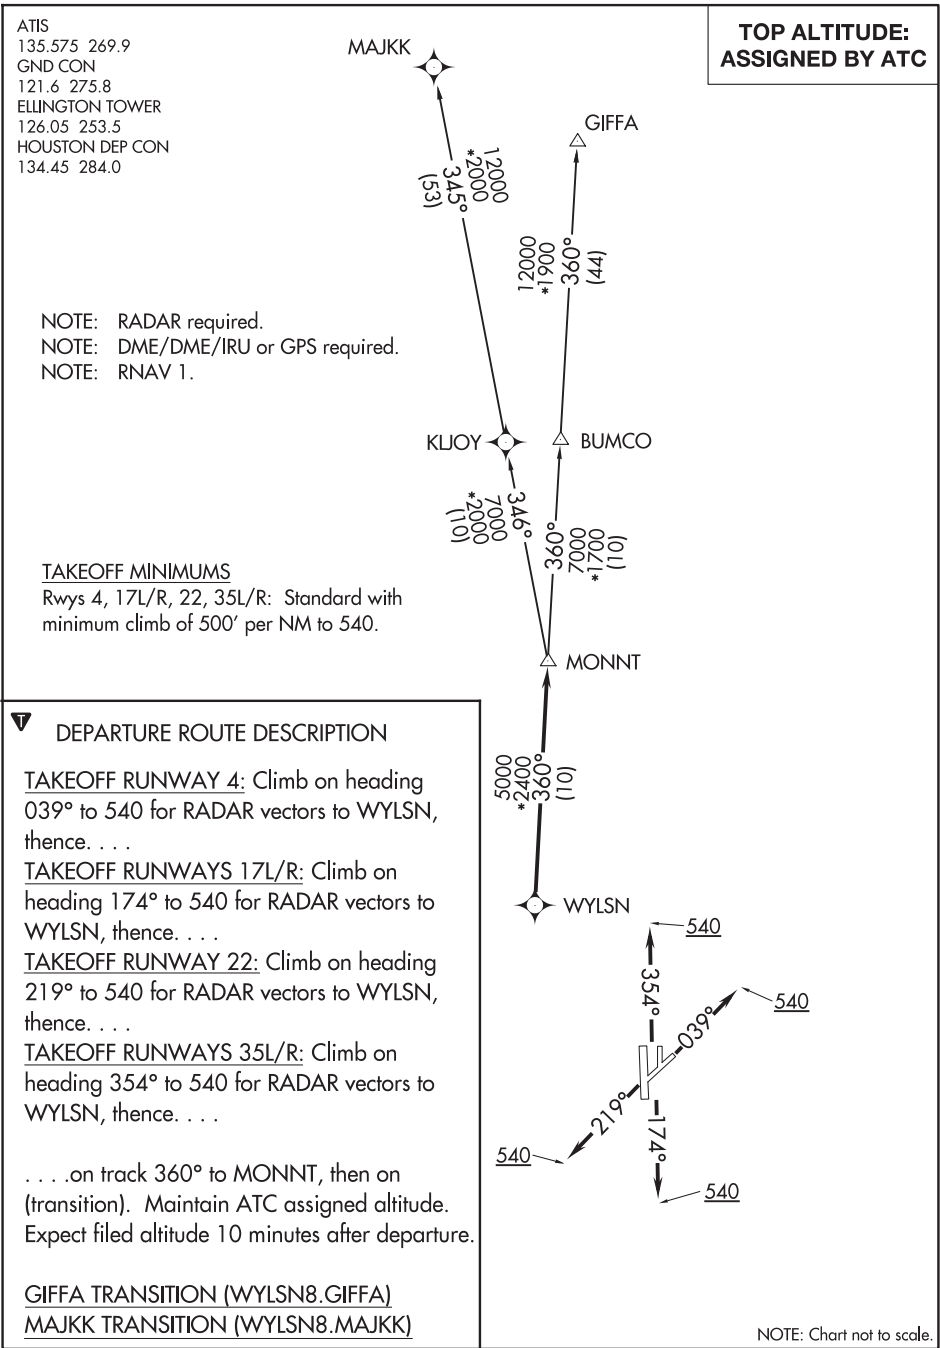 ATIS
135.575 269.9
GND CON
121.6 275.8
ELLINGTON TOWER
126.05 253.5
HOUSTON DEP CON
134.45 284.0
TOP ALTITUDE:
ASSIGNED BY ATC
MAJKK
GIFFA
12000
*2000
345°
(53)
12000
*1900
360°
(44)
NOTE: RADAR required.
NOTE: DME/DME/IRU or GPS required.
NOTE: RNAV 1.
KLJOY
BUMCO
346°
7000
*2000
(10)
360°
7000
*1700
(10)
TAKEOFF MINIMUMS
Rwys 4, 17L/R, 22, 35L/R: Standard with
minimum climb of 500' per NM to 540.
MONNT
5000
*2400
360°
(10)
WYLSN
T
DEPARTURE ROUTE DESCRIPTION
TAKEOFF RUNWAY 4: Climb on heading
039° to 540 for RADAR vectors to WYLSN,
thence. . . .
TAKEOFF RUNWAYS 17L/R: Climb on
heading 174° to 540 for RADAR vectors to
WYLSN, thence. . . .
TAKEOFF RUNWAY 22: Climb on heading
219° to 540 for RADAR vectors to WYLSN,
thence. . . .
TAKEOFF RUNWAYS 35L/R: Climb on
heading 354° to 540 for RADAR vectors to
WYLSN, thence. . . .
. . . .on track 360° to MONNT, then on
(transition). Maintain ATC assigned altitude.
Expect filed altitude 10 minutes after departure.
GIFFA TRANSITION (WYLSN8.GIFFA)
MAJKK TRANSITION (WYLSN8.MAJKK)
540
354°
540
039°
219°
540
174°
540
NOTE: Chart not to scale.